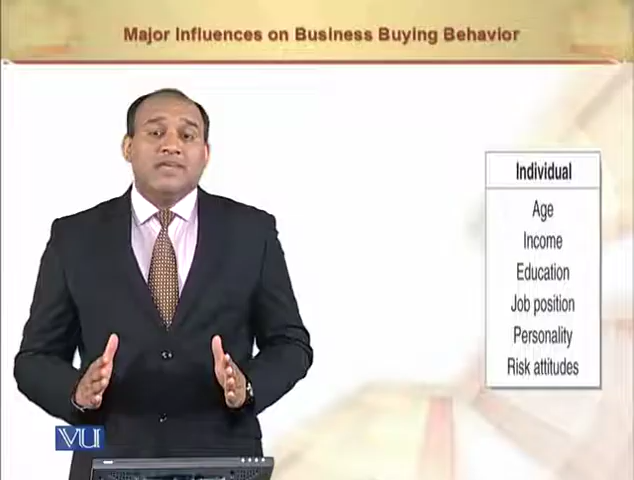 Major Influences on Business Buying Behavior
Individual
Age
Income
Education
Job position
Personality
Risk attitudes
VU